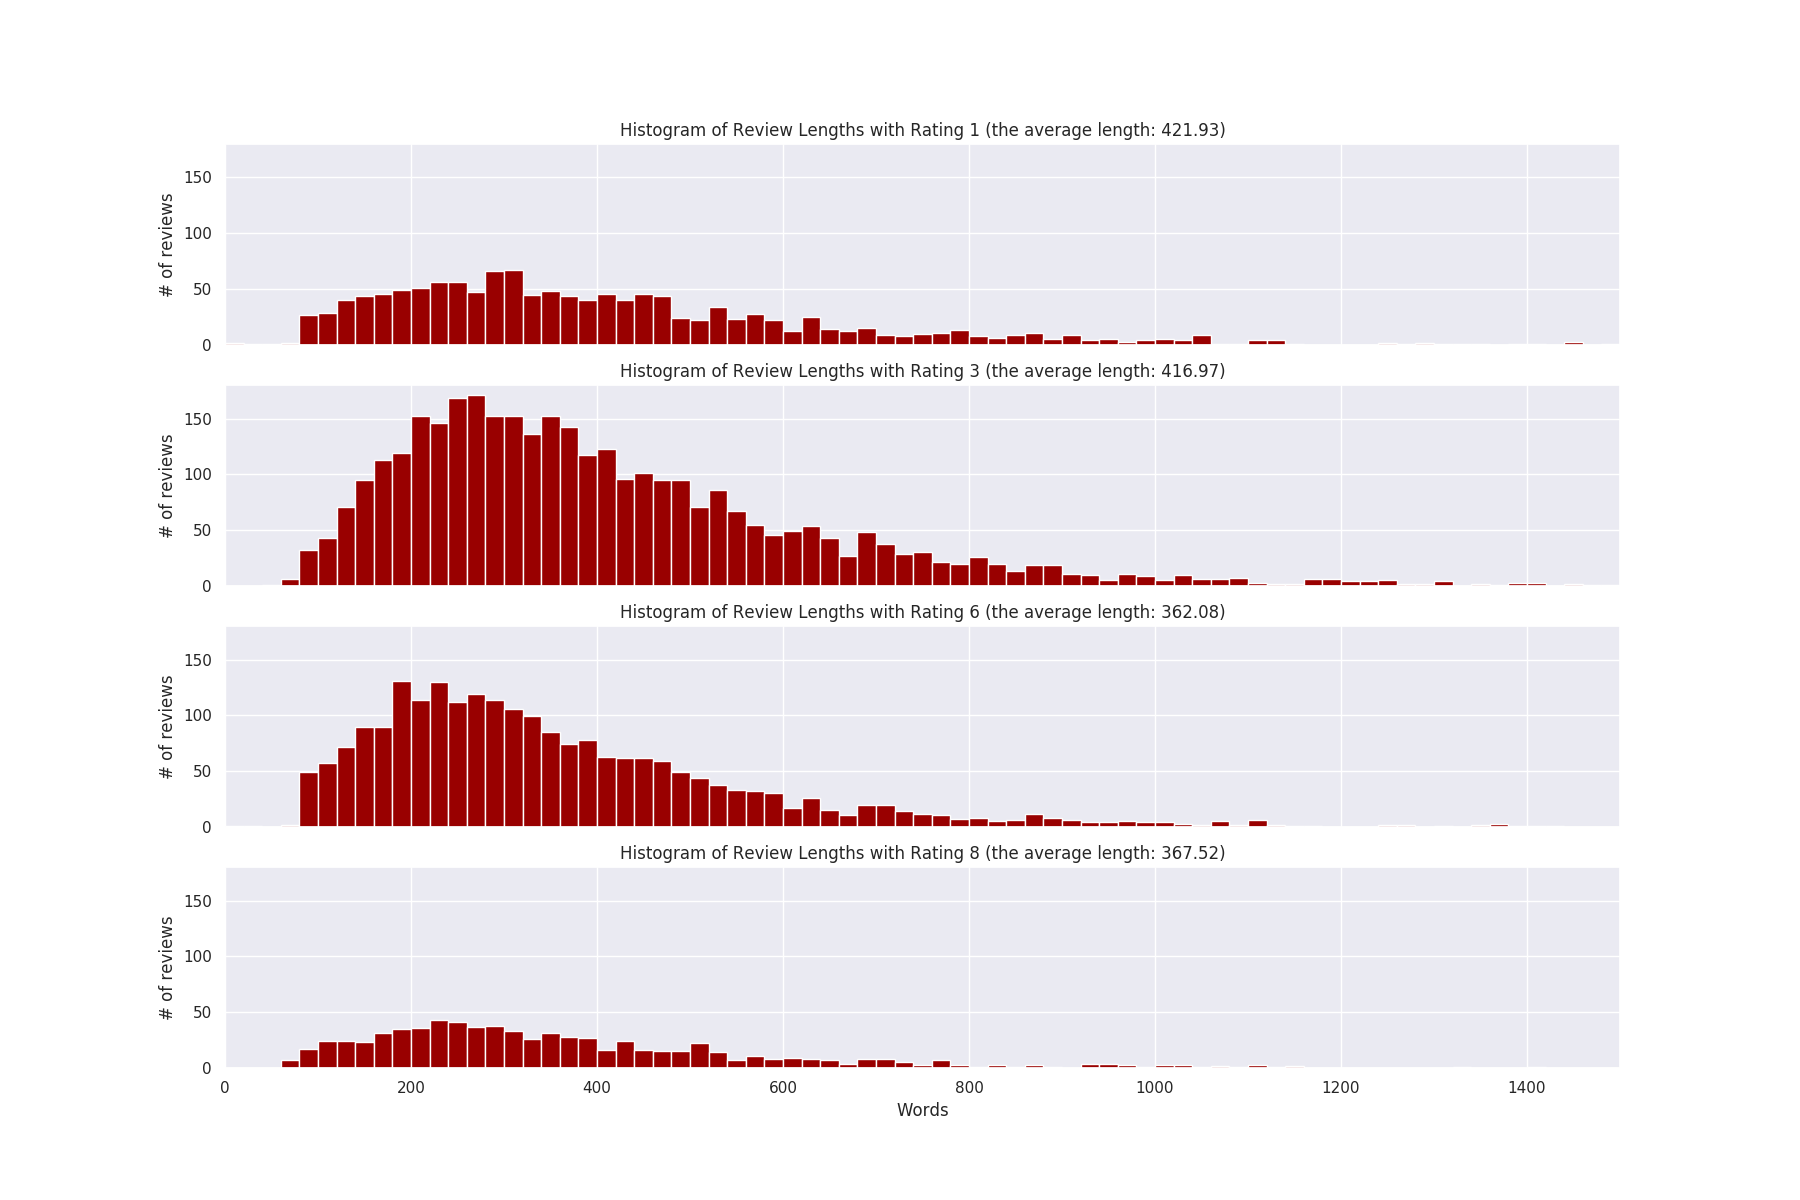 Histogram of Review Lengths with Rating 1 (the average length: 421.93)
# of reviews
150
100
50
0
Histogram of Review Lengths with Rating 3 (the average length: 416.97)
# of reviews
150
100
50
0
Histogram of Review Lengths with Rating 6 (the average length: 362.08)
# of reviews
150
100
50
0
Histogram of Review Lengths with Rating 8 (the average length: 367.52)
# of reviews
150
100
50
0
0 200 400 600 800 1000 1200 1400
Words